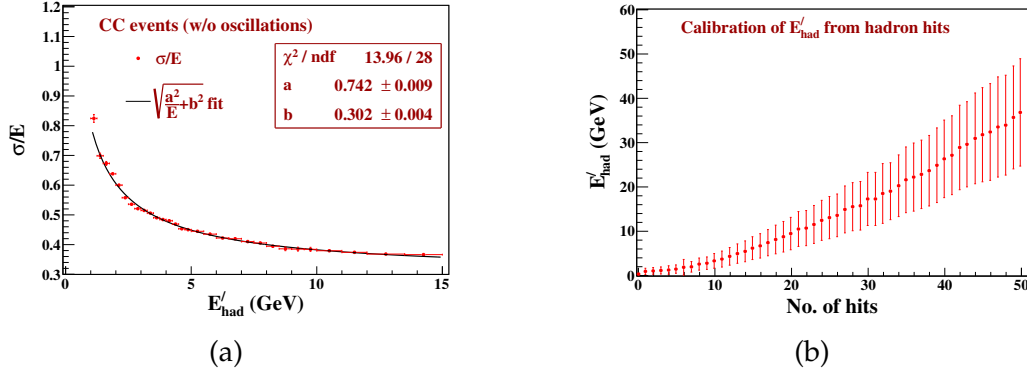 CC events (w/o oscillations)
σ/E
√(a²/E + b²) fit
χ² / ndf 13.96 / 28
a 0.742 ± 0.009
b 0.302 ± 0.004
σ/E
1.2
1.1
1
0.9
0.8
0.7
0.6
0.5
0.4
0.3
0 5 10 15
E′had (GeV)
(a)
Calibration of E′had from hadron hits
E′had (GeV)
60
50
40
30
20
10
0
0 10 20 30 40 50
No. of hits
(b)